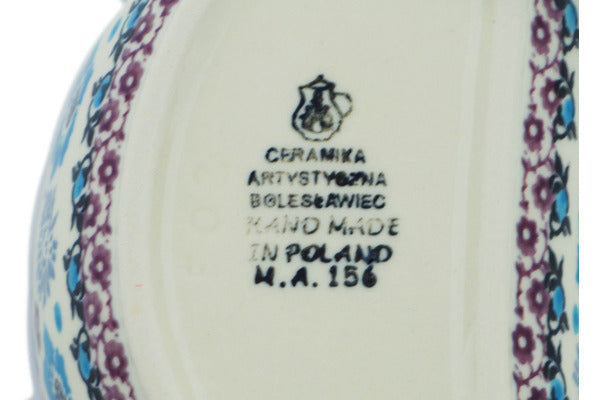 CERAMIKA
ARTYSTYCZNA
BOLESŁAWIEC
HAND MADE
IN POLAND
M.A. 156